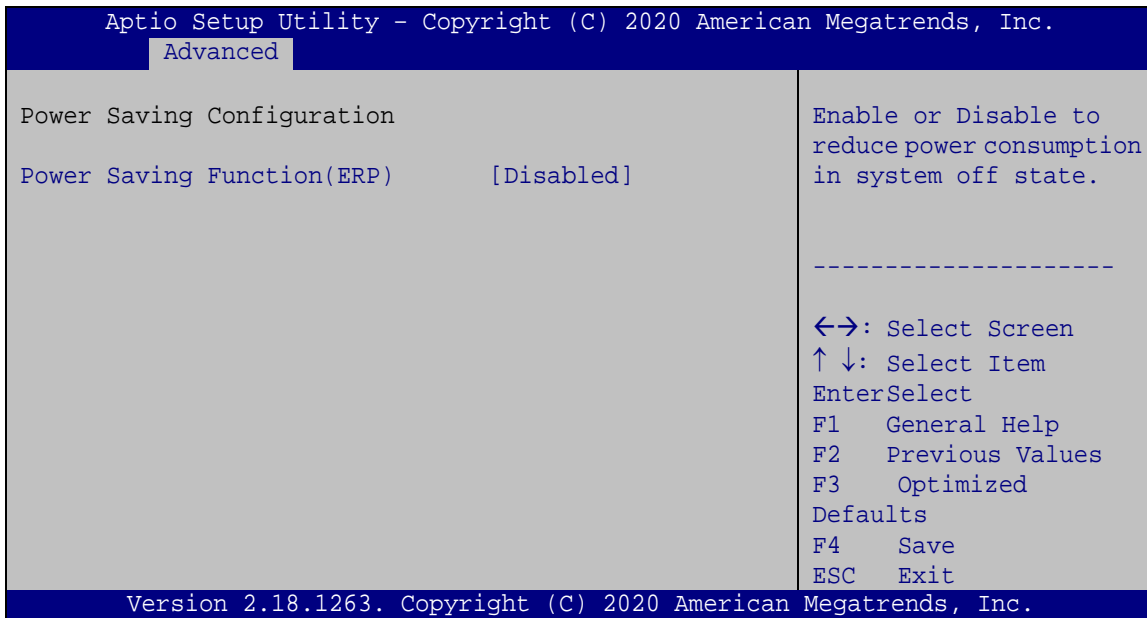 Aptio Setup Utility – Copyright (C) 2020 American Megatrends, Inc.
Advanced
Power Saving Configuration
Power Saving Function(ERP) [Disabled]
Enable or Disable to
reduce power consumption
in system off state.
---------------------
←→: Select Screen
↑ ↓: Select Item
EnterSelect
F1 General Help
F2 Previous Values
F3 Optimized
Defaults
F4 Save
ESC Exit
Version 2.18.1263. Copyright (C) 2020 American Megatrends, Inc.